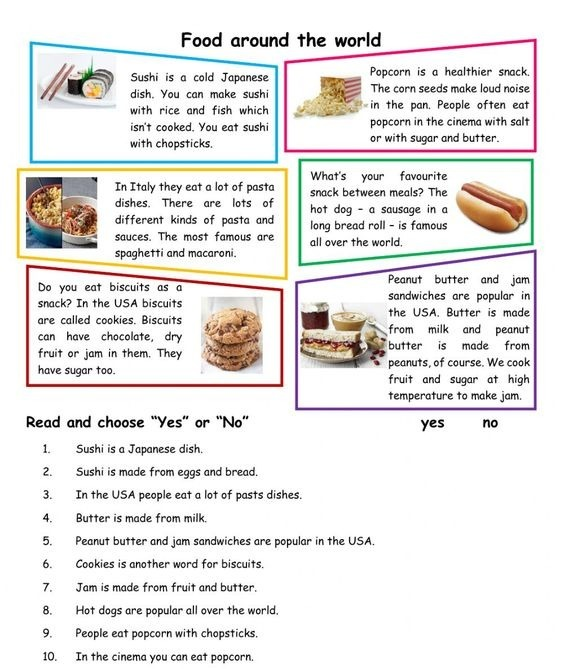 Food around the world
Sushi is a cold Japanese
dish. You can make sushi
with rice and fish which
isn't cooked. You eat sushi
with chopsticks.
Popcorn is a healthier snack.
The corn seeds make loud noise
in the pan. People often eat
popcorn in the cinema with salt
or with sugar and butter.
In Italy they eat a lot of pasta
dishes. There are lots of
different kinds of pasta and
sauces. The most famous are
spaghetti and macaroni.
What's your favourite
snack between meals? The
hot dog – a sausage in a
long bread roll – is famous
all over the world.
Do you eat biscuits as a
snack? In the USA biscuits
are called cookies. Biscuits
can have chocolate, dry
fruit or jam in them. They
have sugar too.
Peanut butter and jam
sandwiches are popular in
the USA. Butter is made
from milk and peanut
butter is made from
peanuts, of course. We cook
fruit and sugar at high
temperature to make jam.
Read and choose "Yes" or "No" yes no
1. Sushi is a Japanese dish.
2. Sushi is made from eggs and bread.
3. In the USA people eat a lot of pasts dishes.
4. Butter is made from milk.
5. Peanut butter and jam sandwiches are popular in the USA.
6. Cookies is another word for biscuits.
7. Jam is made from fruit and butter.
8. Hot dogs are popular all over the world.
9. People eat popcorn with chopsticks.
10. In the cinema you can eat popcorn.